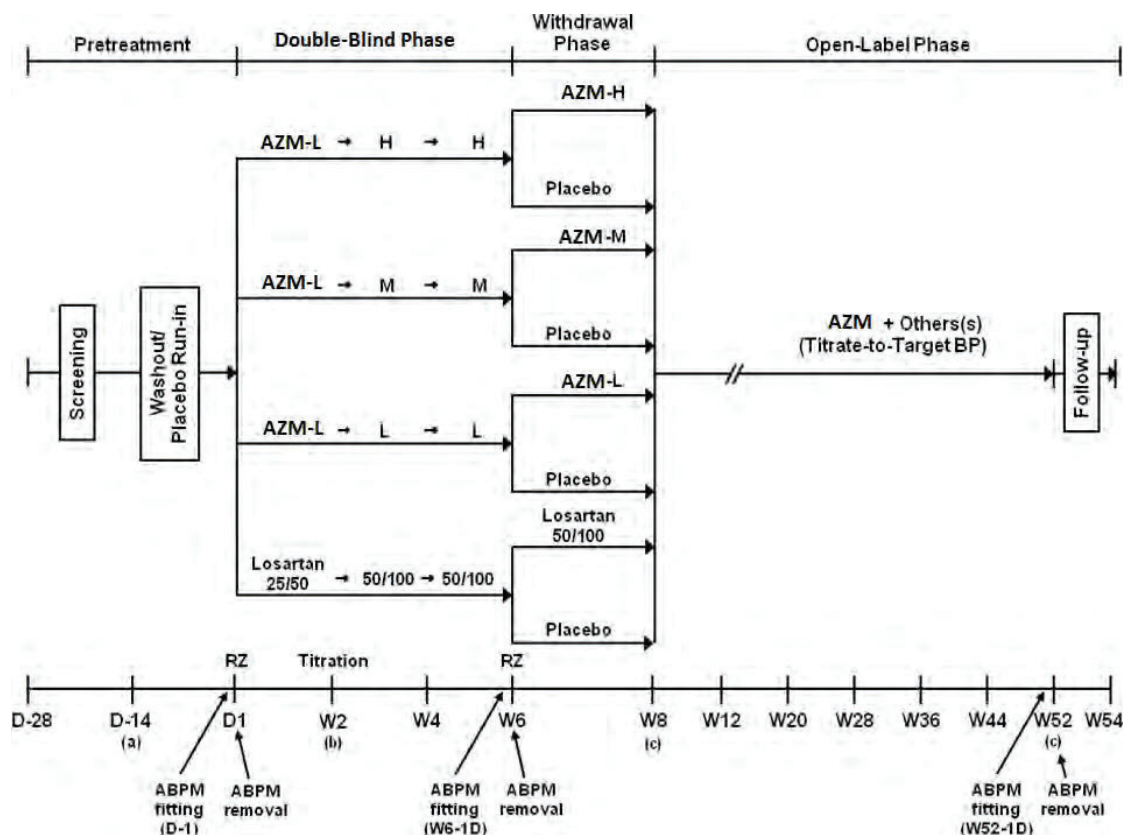 Pretreatment
Double-Blind Phase
Withdrawal
Phase
Open-Label Phase
AZM-H
AZM-L → H → H
Placebo
AZM-M
AZM-L → M → M
Placebo
Screening
Washout/
Placebo Run-in
AZM + Others(s)
(Titrate-to-Target BP)
Follow-up
AZM-L
AZM-L → L → L
Placebo
Losartan
50/100
Losartan
25/50 → 50/100 → 50/100
Placebo
RZ Titration RZ
D-28 D-14 D1 W2 W4 W6 W8 W12 W20 W28 W36 W44 W52 W54
(a) (b) (c) (c)
ABPM
fitting
(D-1)
ABPM
removal
ABPM
fitting
(W6-1D)
ABPM
removal
ABPM
fitting
(W52-1D)
ABPM
removal